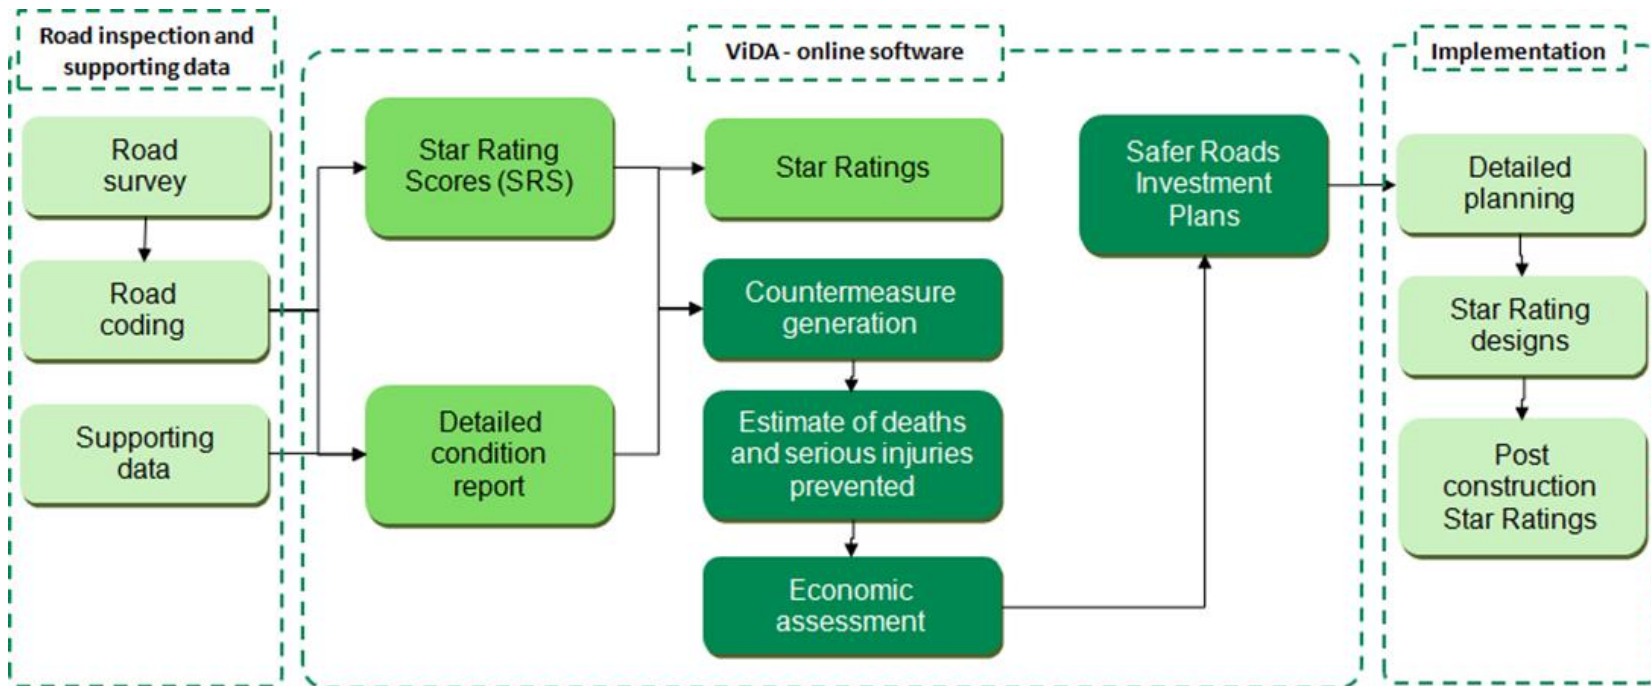 Road inspection and
supporting data
Road
survey
Road
coding
Supporting
data
ViDA - online software
Star Rating
Scores (SRS)
Detailed
condition
report
Star Ratings
Countermeasure
generation
Estimate of deaths
and serious injuries
prevented
Economic
assessment
Safer Roads
Investment
Plans
Implementation
Detailed
planning
Star Rating
designs
Post
construction
Star Ratings